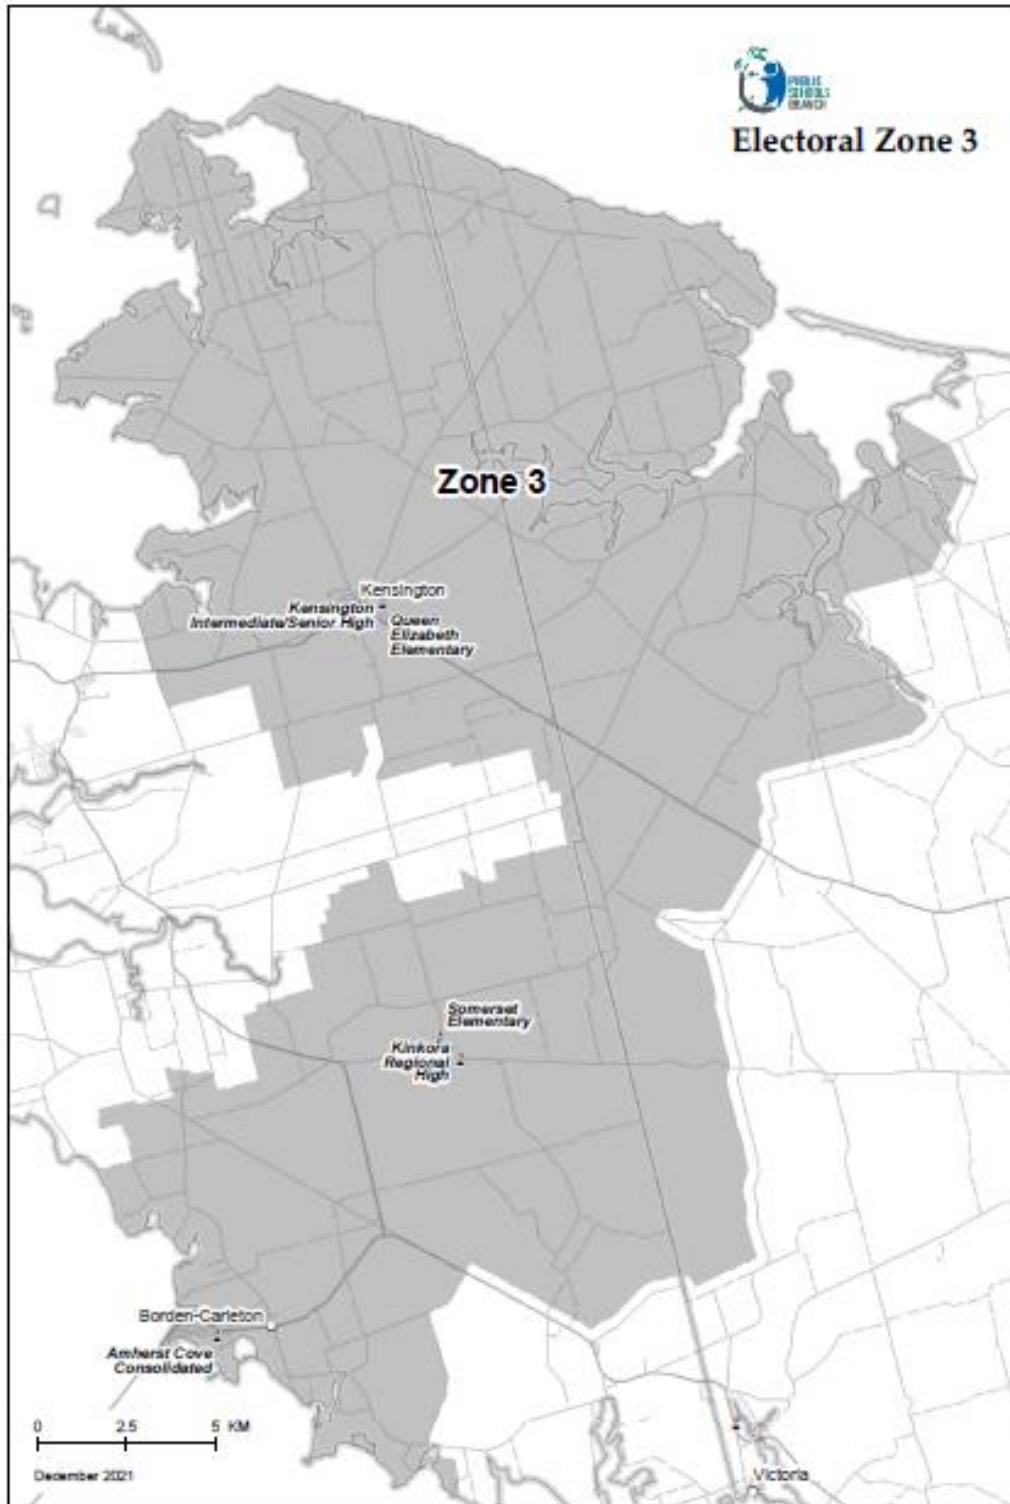 PUBLIC
SCHOOLS
BRANCH
Electoral Zone 3
Zone 3
Kensington
Kensington
Intermediate/Senior High
Queen
Elizabeth
Elementary
Somerset
Elementary
Kinkora
Regional
High
Borden-Carleton
Amherst Cove
Consolidated
0 2.5 5 KM
December 2021
Victoria